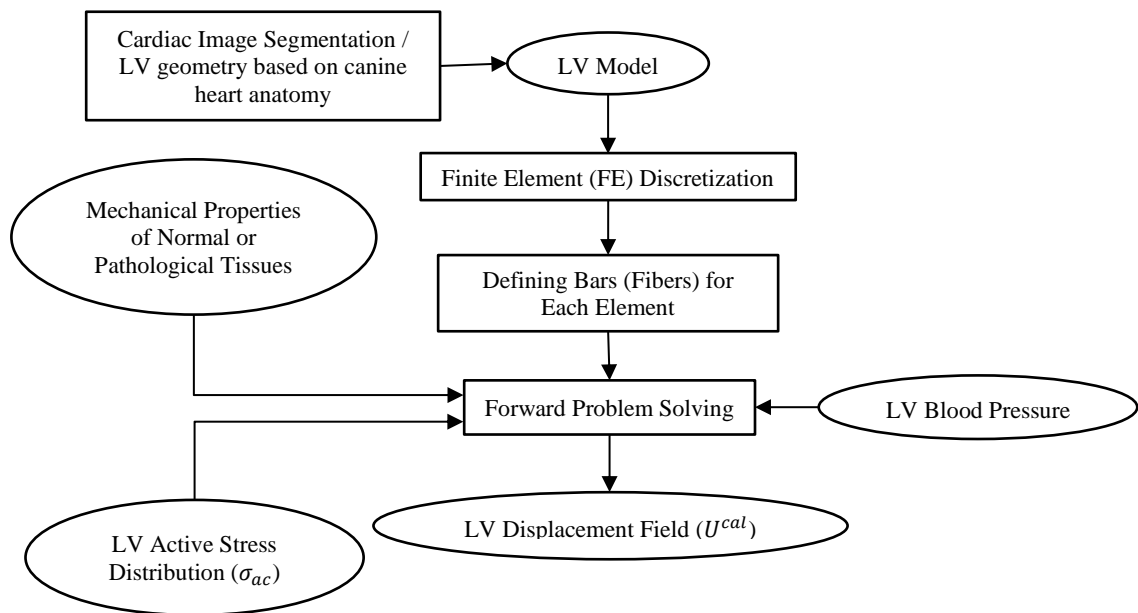 Cardiac Image Segmentation /
LV geometry based on canine
heart anatomy
LV Model
Finite Element (FE) Discretization
Mechanical Properties
of Normal or
Pathological Tissues
Defining Bars (Fibers) for
Each Element
Forward Problem Solving
LV Blood Pressure
LV Displacement Field (U^{cal})
LV Active Stress
Distribution (σ_{ac})